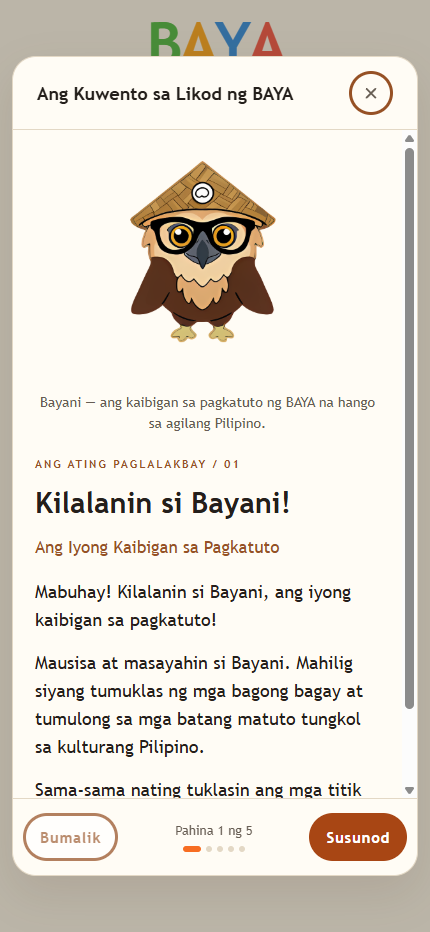 BAYA
Ang Kuwento sa Likod ng BAYA
Bayani — ang kaibigan sa pagkatuto ng BAYA na hango
sa agilang Pilipino.
ANG ATING PAGLALAKBAY / 01
Kilalanin si Bayani!
Ang Iyong Kaibigan sa Pagkatuto
Mabuhay! Kilalanin si Bayani, ang iyong
kaibigan sa pagkatuto!
Mausisa at masayahin si Bayani. Mahilig
siyang tumuklas ng mga bagong bagay at
tumulong sa mga batang matuto tungkol
sa kulturang Pilipino.
Sama-sama nating tuklasin ang mga titik
Bumalik
Pahina 1 ng 5
Susunod